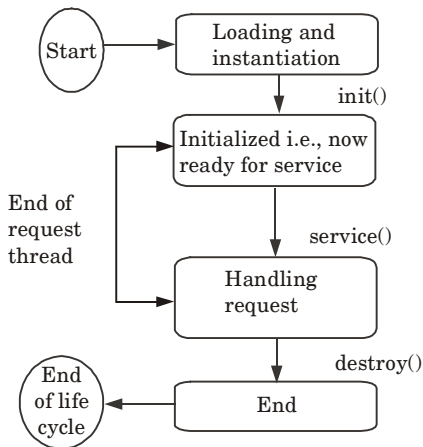 Start
Loading and
instantiation
init()
Initialized i.e., now
ready for service
End of
request
thread
service()
Handling
request
destroy()
End
of life
cycle
End